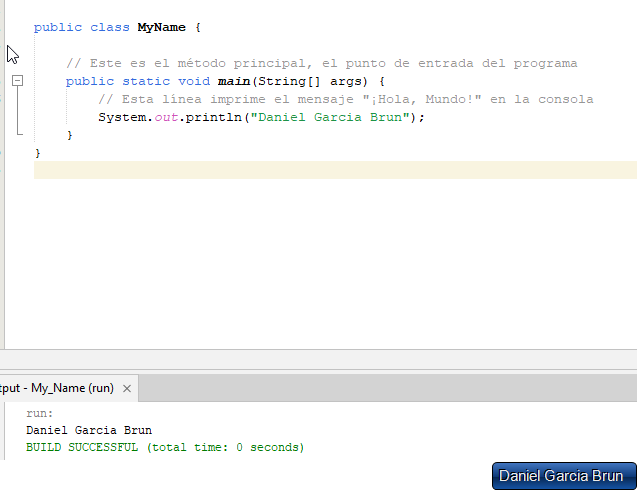 public class MyName {
// Este es el método principal, el punto de entrada del programa
public static void main(String[] args) {
// Esta línea imprime el mensaje "¡Hola, Mundo!" en la consola
System.out.println("Daniel Garcia Brun");
}
}
tput - My_Name (run) ×
run:
Daniel Garcia Brun
BUILD SUCCESSFUL (total time: 0 seconds)
Daniel Garcia Brun